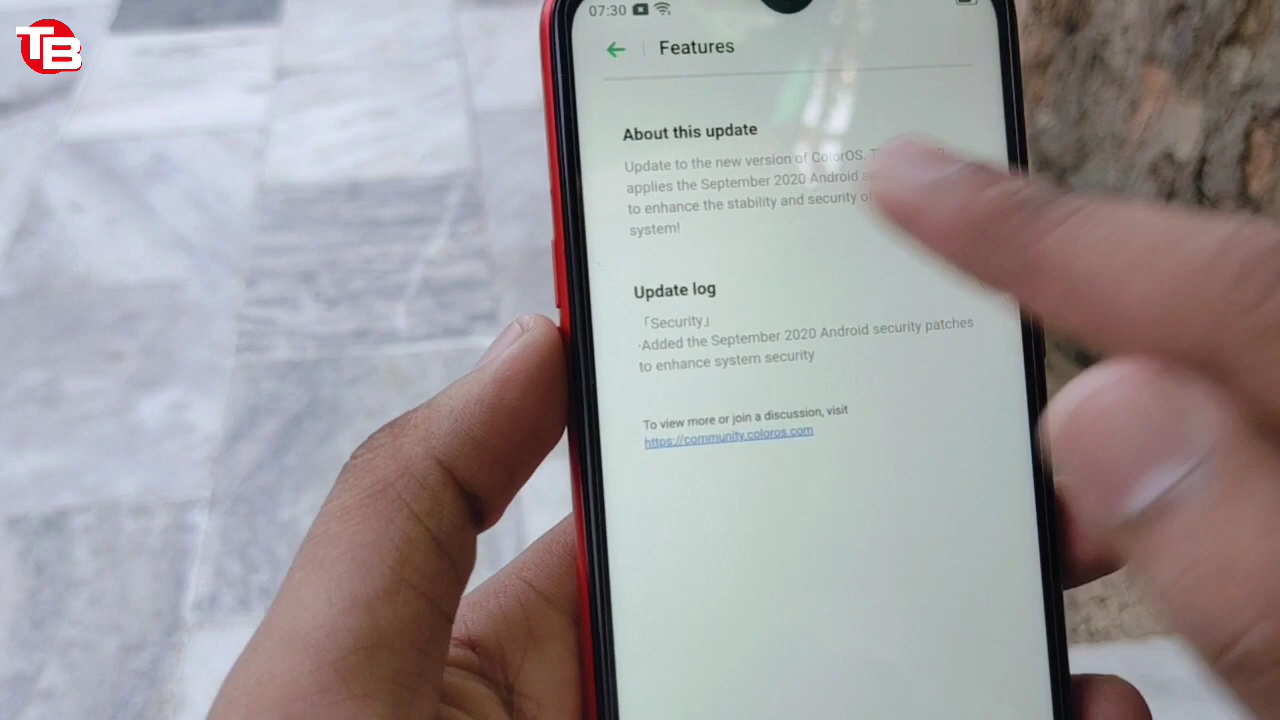 TB
07:30
Features
About this update
Update to the new version of ColorOS.
applies the September 2020 Android
to enhance the stability and security of
system!
Update log
「Security」
·Added the September 2020 Android security patches
to enhance system security
To view more or join a discussion, visit
https://community.coloros.com